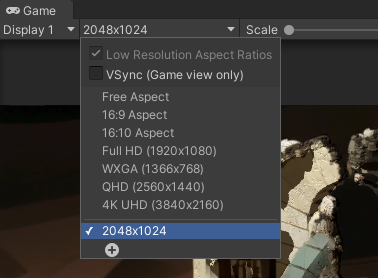 Game
Display 1 2048x1024 Scale
Low Resolution Aspect Ratios
VSync (Game view only)
Free Aspect
16:9 Aspect
16:10 Aspect
Full HD (1920x1080)
WXGA (1366x768)
QHD (2560x1440)
4K UHD (3840x2160)
2048x1024